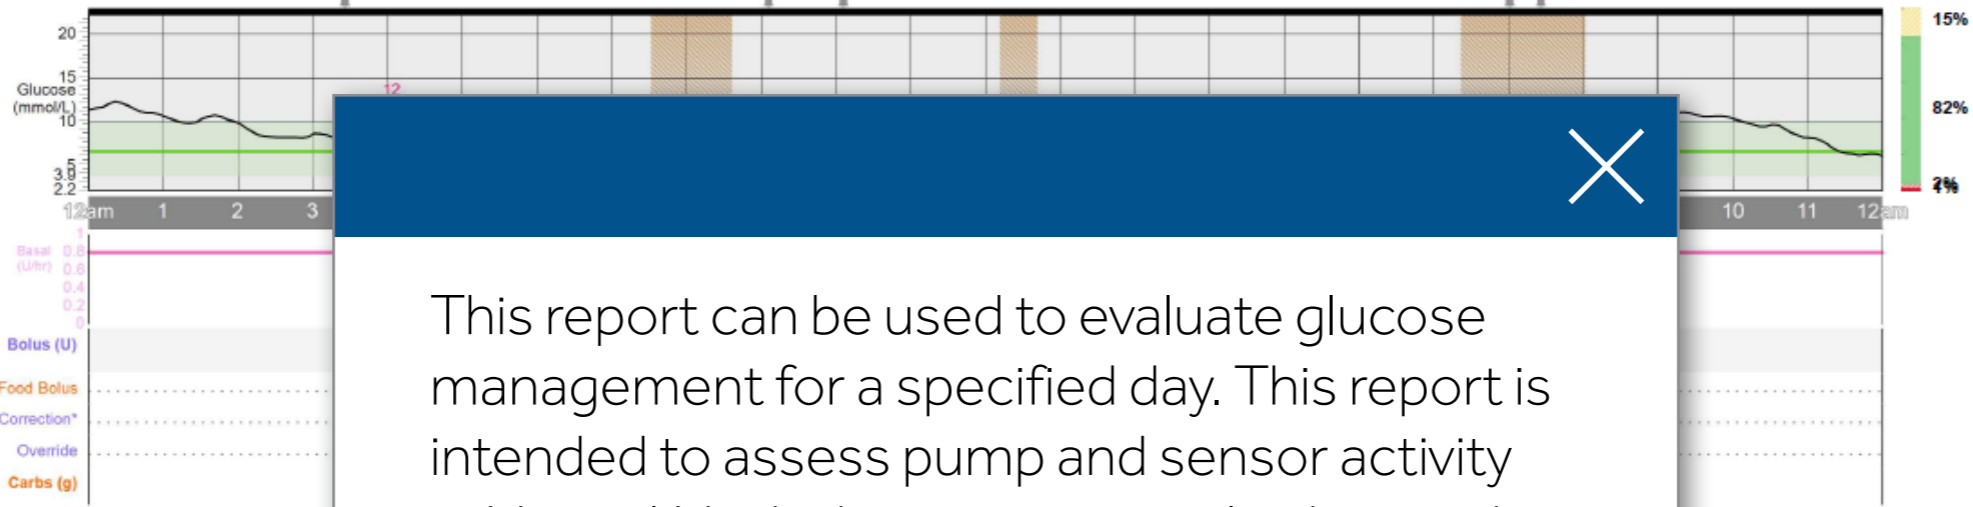 20
15%
15
Glucose
12
(mmol/L)
82%
10
5
3.9
2.2
12am 1 2 3 10 11 12am
1
Basal 0.8
(U/hr) 0.6
0.4
0.2
0
This report can be used to evaluate glucose
Bolus (U)
management for a specified day. This report is
Food Bolus
Correction*
intended to assess pump and sensor activity
Override
Carbs (g)